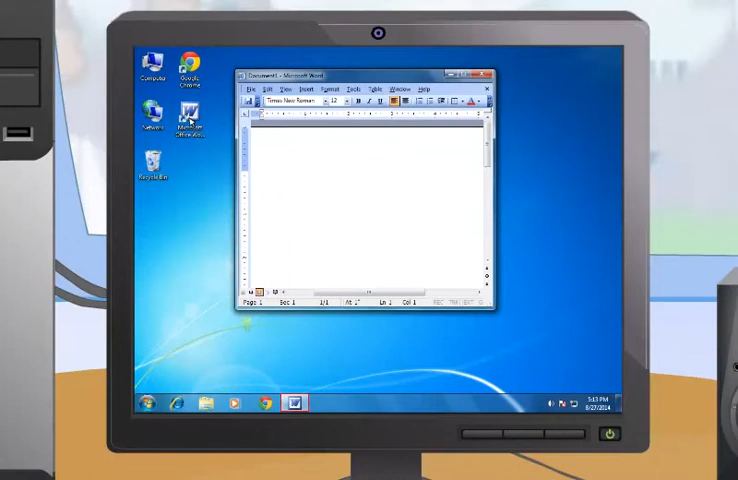 Computer
Google
Chrome
Network
Microsoft
Recycle Bin
Document1 - Microsoft Word
File Edit View Insert Format Tools Table Window Help
Times New Roman 12
Page 1 Sec 1 1/1 At 1" Ln 1 Col 1 REC TRK EXT
5:13 PM
8/27/2014